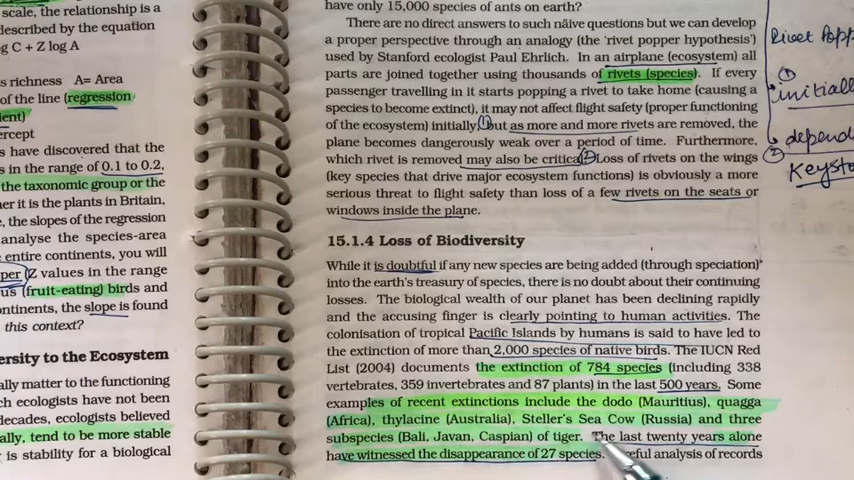 scale, the relationship is a
described by the equation
g C + Z log A
s richness A= Area
of the line (regression
ient)
ercept
s have discovered that the
s in the range of 0.1 to 0.2,
the taxonomic group or the
er it is the plants in Britain,
e, the slopes of the regression
analyse the species-area
entire continents, you will
per (Z values in the range
us (fruit-eating) birds and
ontinents, the slope is found
this context?
ersity to the Ecosystem
ally matter to the functioning
ch ecologists have not been
decades, ecologists believed
ally, tend to be more stable
is stability for a biological
have only 15,000 species of ants on earth?
There are no direct answers to such näive questions but we can develop
a proper perspective through an analogy (the ‘rivet popper hypothesis’)
used by Stanford ecologist Paul Ehrlich. In an airplane (ecosystem) all
parts are joined together using thousands of rivets (species). If every
passenger travelling in it starts popping a rivet to take home (causing a
species to become extinct), it may not affect flight safety (proper functioning
of the ecosystem) initially, 1 but as more and more rivets are removed, the
plane becomes dangerously weak over a period of time. Furthermore,
which rivet is removed may also be critical 2 Loss of rivets on the wings
(key species that drive major ecosystem functions) is obviously a more
serious threat to flight safety than loss of a few rivets on the seats or
windows inside the plane.
15.1.4 Loss of Biodiversity
While it is doubtful if any new species are being added (through speciation)
into the earth's treasury of species, there is no doubt about their continuing
losses. The biological wealth of our planet has been declining rapidly
and the accusing finger is clearly pointing to human activities. The
colonisation of tropical Pacific Islands by humans is said to have led to
the extinction of more than 2,000 species of native birds. The IUCN Red
List (2004) documents the extinction of 784 species (including 338
vertebrates, 359 invertebrates and 87 plants) in the last 500 years. Some
examples of recent extinctions include the dodo (Mauritius), quagga
(Africa), thylacine (Australia), Steller's Sea Cow (Russia) and three
subspecies (Bali, Javan, Caspian) of tiger. The last twenty years alone
have witnessed the disappearance of 27 species. eful analysis of records
Rivet Popp
1
initiall
depend
2
Keysto